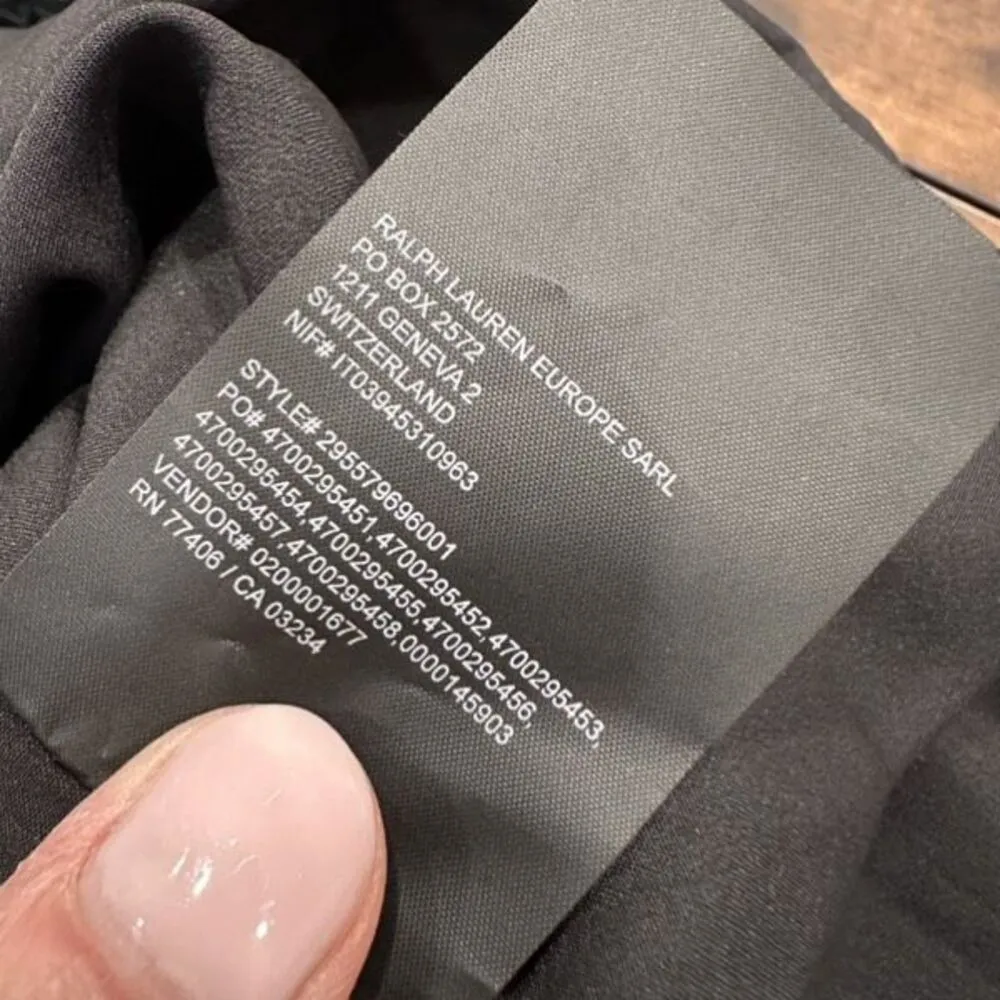 RALPH LAUREN EUROPE SARL
PO BOX 2572
1211 GENEVA 2
SWITZERLAND
NIF# IT03945310963
STYLE# 295579696001
PO# 4700295451,4700295452,4700295453,
4700295454,4700295455,4700295456,
4700295457,4700295458,0000145903
VENDOR# 0200001677
RN 77406 / CA 03234